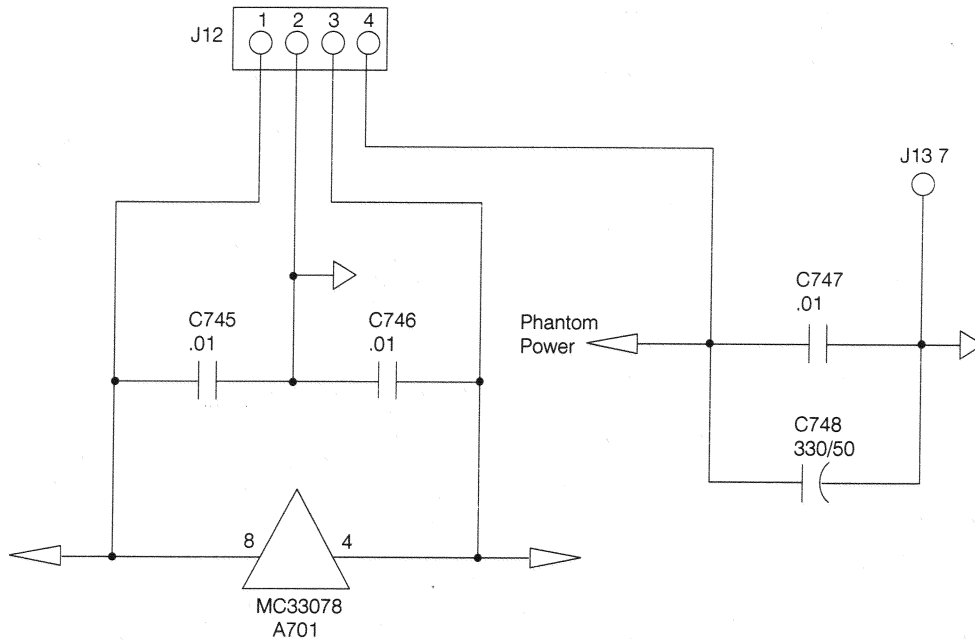 1 2 3 4
J12
J13 7
C747
.01
C745
.01
C746
.01
Phantom
Power
C748
330/50
8
4
MC33078
A701